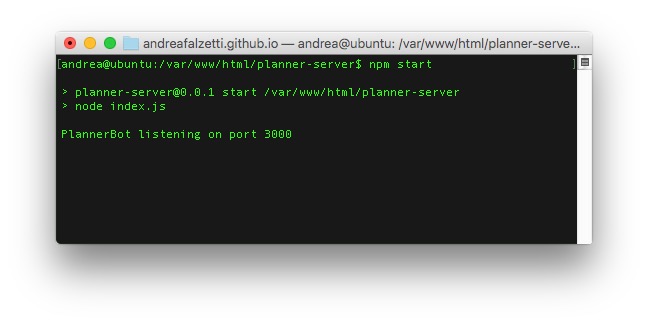 andreafalzetti.github.io — andrea@ubuntu: /var/www/html/planner-serve...
[andrea@ubuntu:/var/www/html/planner-server$ npm start ]
> planner-server@0.0.1 start /var/www/html/planner-server
> node index.js
PlannerBot listening on port 3000